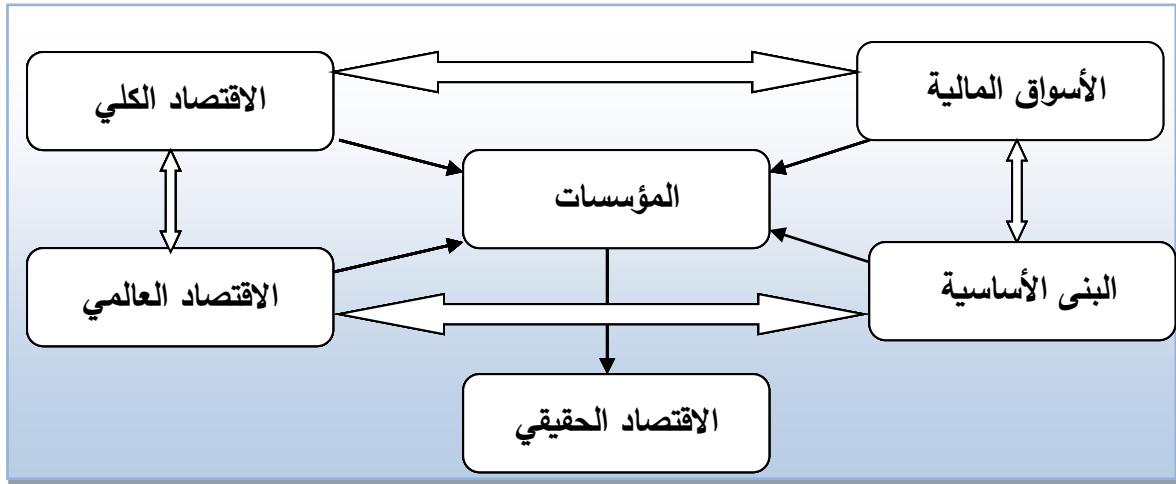 الأسواق المالية
الاقتصاد الكلي
المؤسسات
البنى الأساسية
الاقتصاد العالمي
الاقتصاد الحقيقي